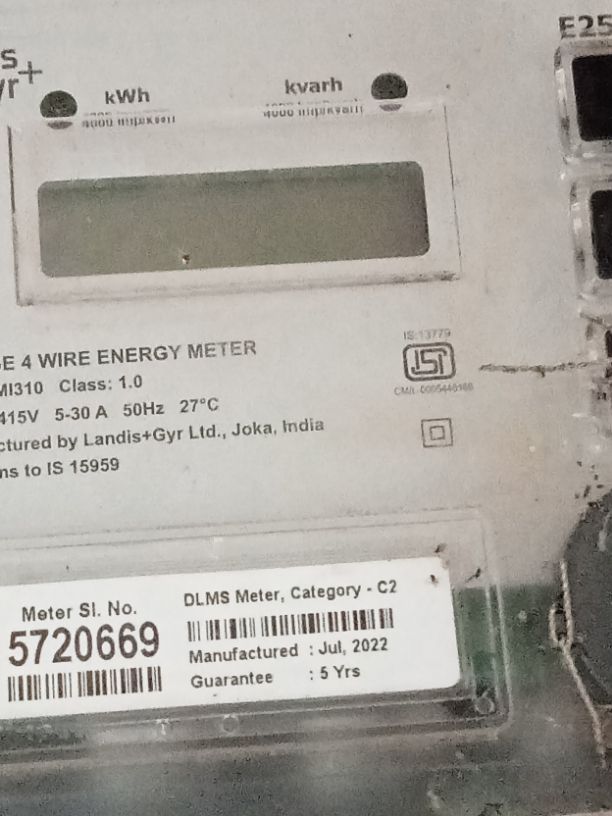 s
yr+
kWh
kvarh
E25
IS:13779
E 4 WIRE ENERGY METER
MI310 Class: 1.0
415V 5-30 A 50Hz 27°C
ctured by Landis+Gyr Ltd., Joka, India
ns to IS 15959
Meter Sl. No.
5720669
DLMS Meter, Category - C2
Manufactured : Jul, 2022
Guarantee : 5 Yrs